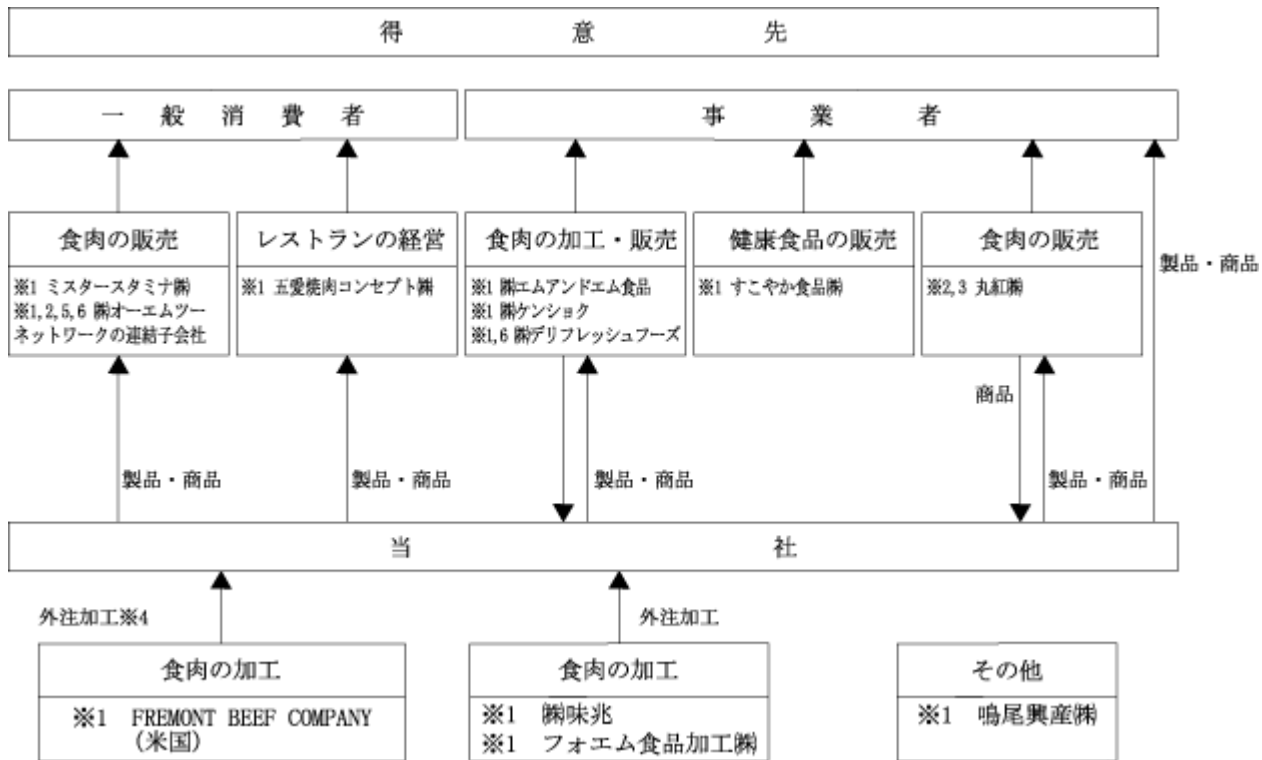 得意先
一般消費者
事業者
食肉の販売
※1 ミスタースタミナ㈱
※1,2,5,6 ㈱オーエムツー
ネットワークの連結子会社
レストランの経営
※1 五愛焼肉コンセプト㈱
食肉の加工・販売
※1 ㈱エムアンドエム食品
※1 ㈱ケンショク
※1,6 ㈱デリフレッシュフーズ
健康食品の販売
※1 すこやか食品㈱
食肉の販売
※2,3 丸紅㈱
製品・商品
商品
製品・商品
製品・商品
製品・商品
製品・商品
当社
外注加工※4
外注加工
食肉の加工
※1 FREMONT BEEF COMPANY
(米国)
食肉の加工
※1 ㈱味兆
※1 フォエム食品加工㈱
その他
※1 鳴尾興産㈱